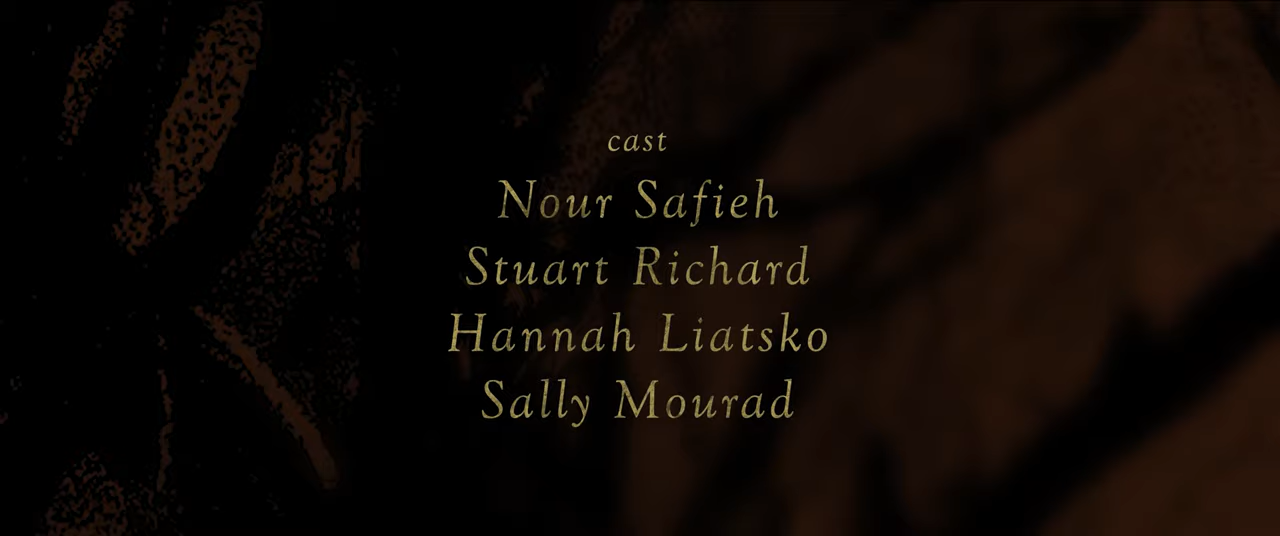 cast
Nour Safieh
Stuart Richard
Hannah Liatsko
Sally Mourad